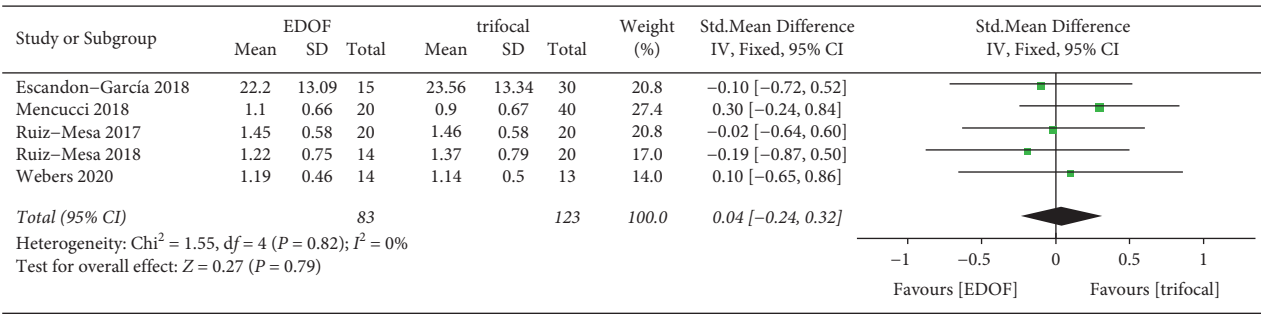 Study or Subgroup EDOF trifocal Weight (%) Std.Mean Difference IV, Fixed, 95% CI Std.Mean Difference IV, Fixed, 95% CI
Mean SD Total Mean SD Total
Escandon−García 2018 22.2 13.09 15 23.56 13.34 30 20.8 −0.10 [−0.72, 0.52]
Mencucci 2018 1.1 0.66 20 0.9 0.67 40 27.4 0.30 [−0.24, 0.84]
Ruiz−Mesa 2017 1.45 0.58 20 1.46 0.58 20 20.8 −0.02 [−0.64, 0.60]
Ruiz−Mesa 2018 1.22 0.75 14 1.37 0.79 20 17.0 −0.19 [−0.87, 0.50]
Webers 2020 1.19 0.46 14 1.14 0.5 13 14.0 0.10 [−0.65, 0.86]
Total (95% CI) 83 123 100.0 0.04 [−0.24, 0.32]
Heterogeneity: Chi² = 1.55, df = 4 (P = 0.82); I² = 0%
Test for overall effect: Z = 0.27 (P = 0.79)
−1 −0.5 0 0.5 1
Favours [EDOF] Favours [trifocal]